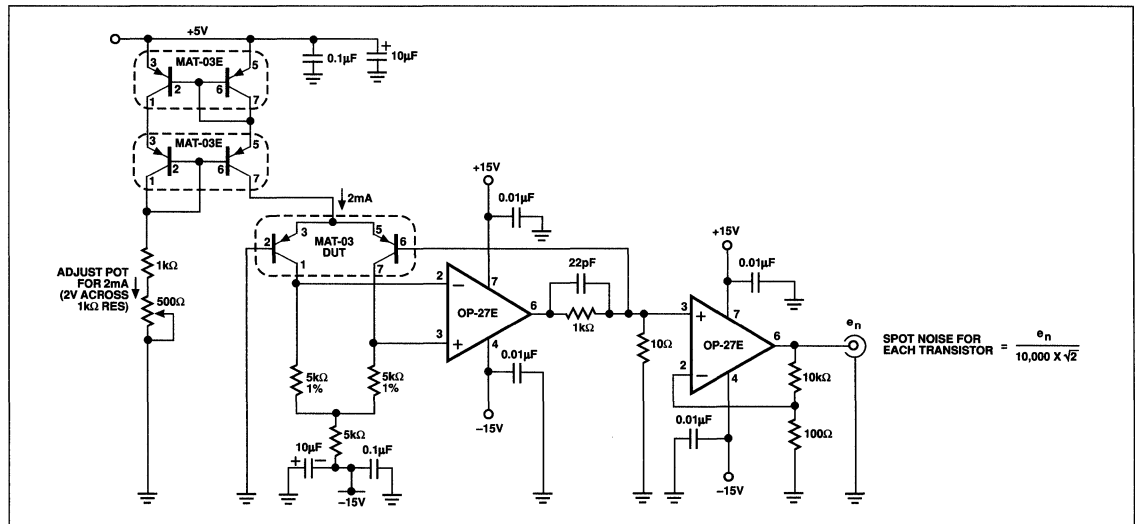 +5V
0.1µF
+
10µF
3
MAT-03E
5
2
6
1
7
3
MAT-03E
5
2
6
1
7
2mA
ADJUST POT
FOR 2mA
(2V ACROSS
1kΩ RES)
1kΩ
500Ω
2
3
5
6
MAT-03
DUT
1
7
+15V
0.01µF
2
−
7
OP-27E
6
3
+
4
0.01µF
−15V
22pF
1kΩ
10Ω
5kΩ
1%
5kΩ
1%
5kΩ
10µF
+
−
0.1µF
−15V
+15V
0.01µF
3
+
7
OP-27E
6
2
−
4
0.01µF
−15V
10kΩ
100Ω
en
SPOT NOISE FOR
EACH TRANSISTOR = en
10,000 X √2